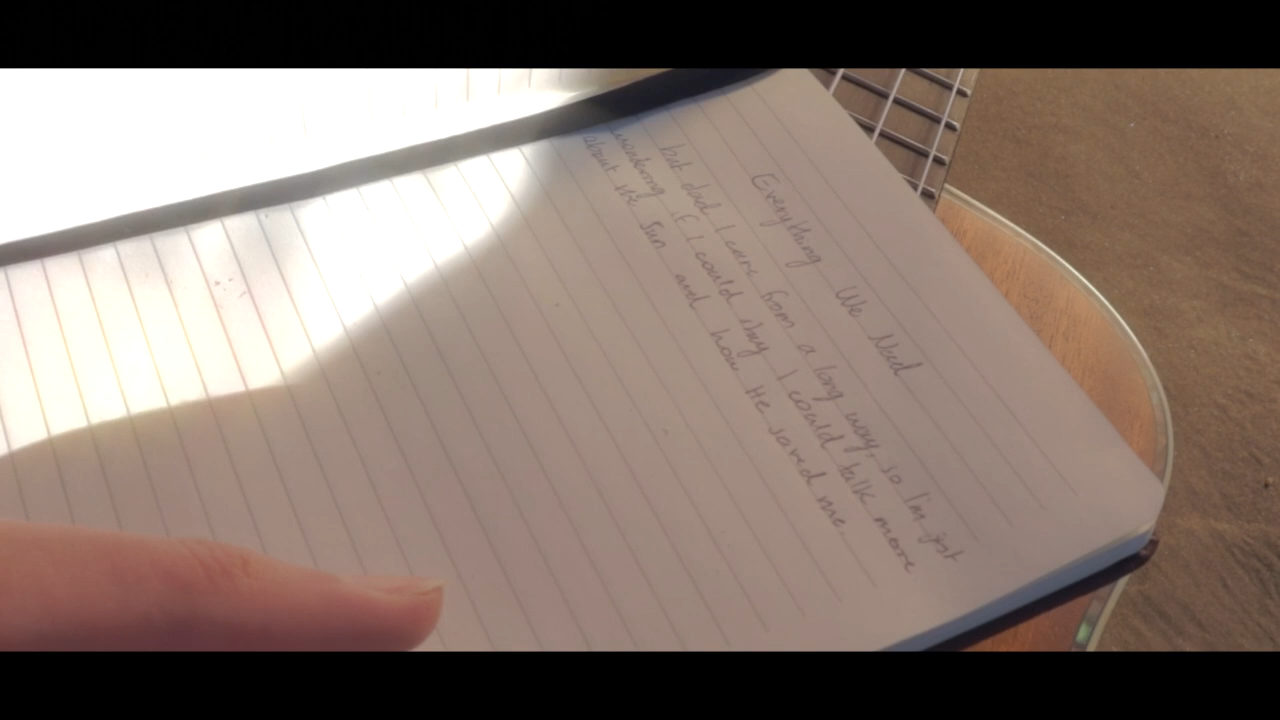 Everything We Need
but dad I came from a long way, so I'm just
wondering if I could stay I could talk more
about the Sun and how He saved me.